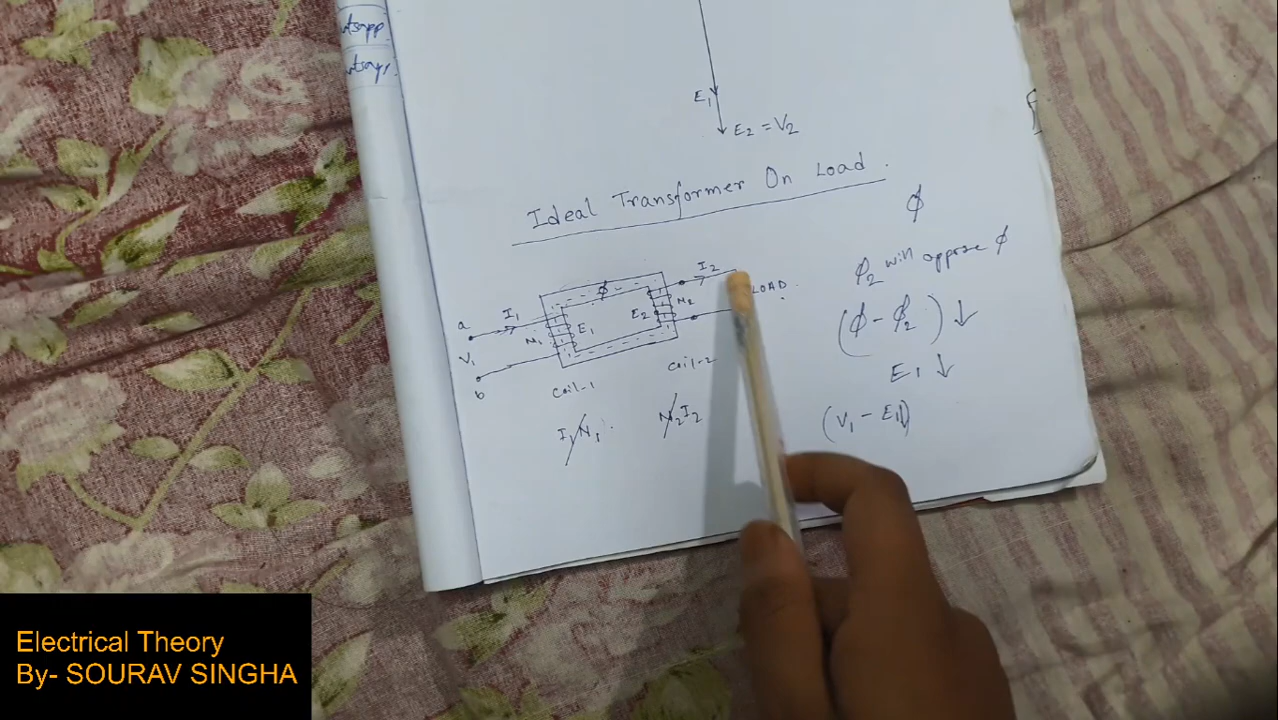 E1
E2 = V2
Ideal Transformer On Load .
ϕ
ϕ2 will oppose ϕ
(ϕ - ϕ2) ↓
E1 ↓
(V1 - E1↓)
a
I1
ϕ
I2
LOAD
N1
E1
E2
N2
V1
b
coil-1
coil-2
I1N1
N2I2
Electrical Theory
By- SOURAV SINGHA